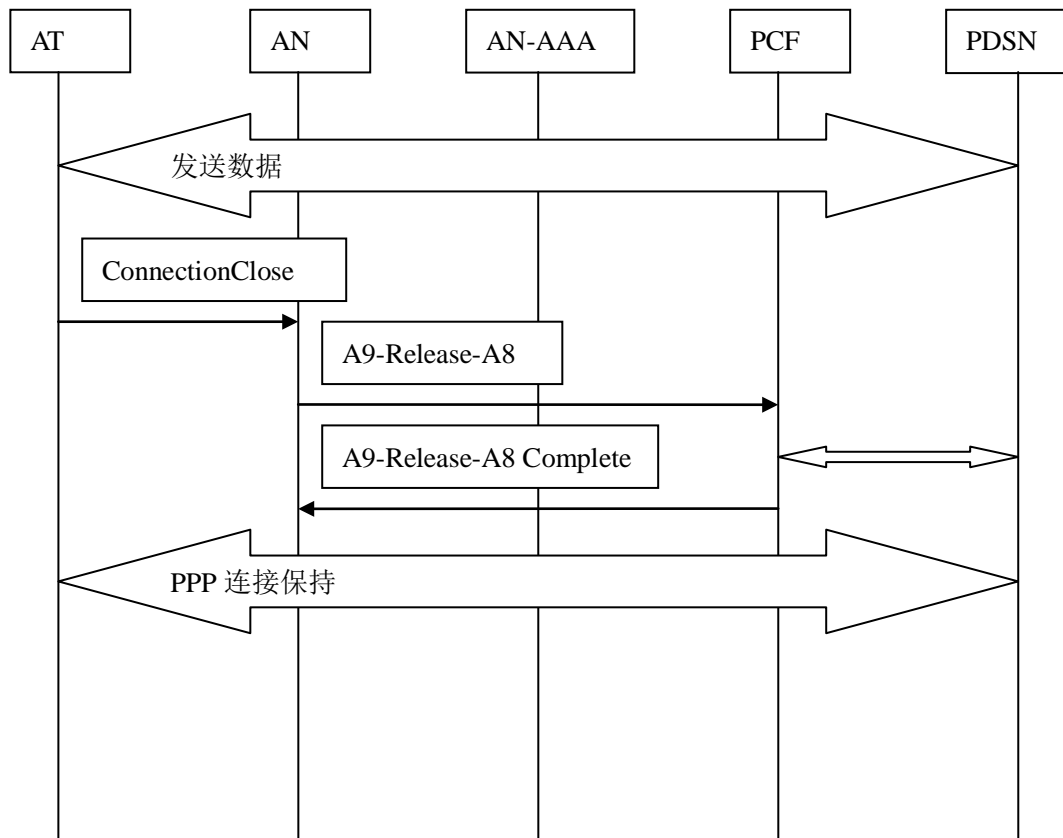 AT
AN
AN-AAA
PCF
PDSN
发送数据
ConnectionClose
A9-Release-A8
A9-Release-A8 Complete
PPP 连接保持